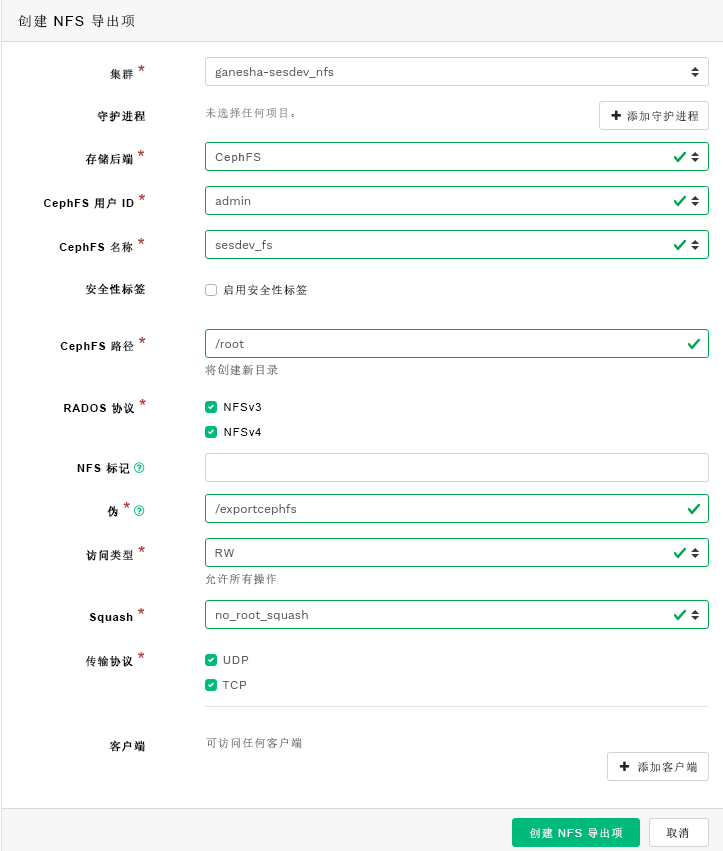 创建 NFS 导出项
集群 *
ganesha-sesdev_nfs
守护进程
未选择任何项目。
添加守护进程
存储后端 *
CephFS
CephFS 用户 ID *
admin
CephFS 名称 *
sesdev_fs
安全性标签
启用安全性标签
CephFS 路径 *
/root
将创建新目录
RADOS 协议 *
NFSv3
NFSv4
NFS 标记
伪 *
/exportcephfs
访问类型 *
RW
允许所有操作
Squash *
no_root_squash
传输协议 *
UDP
TCP
客户端
可访问任何客户端
添加客户端
创建 NFS 导出项
取消